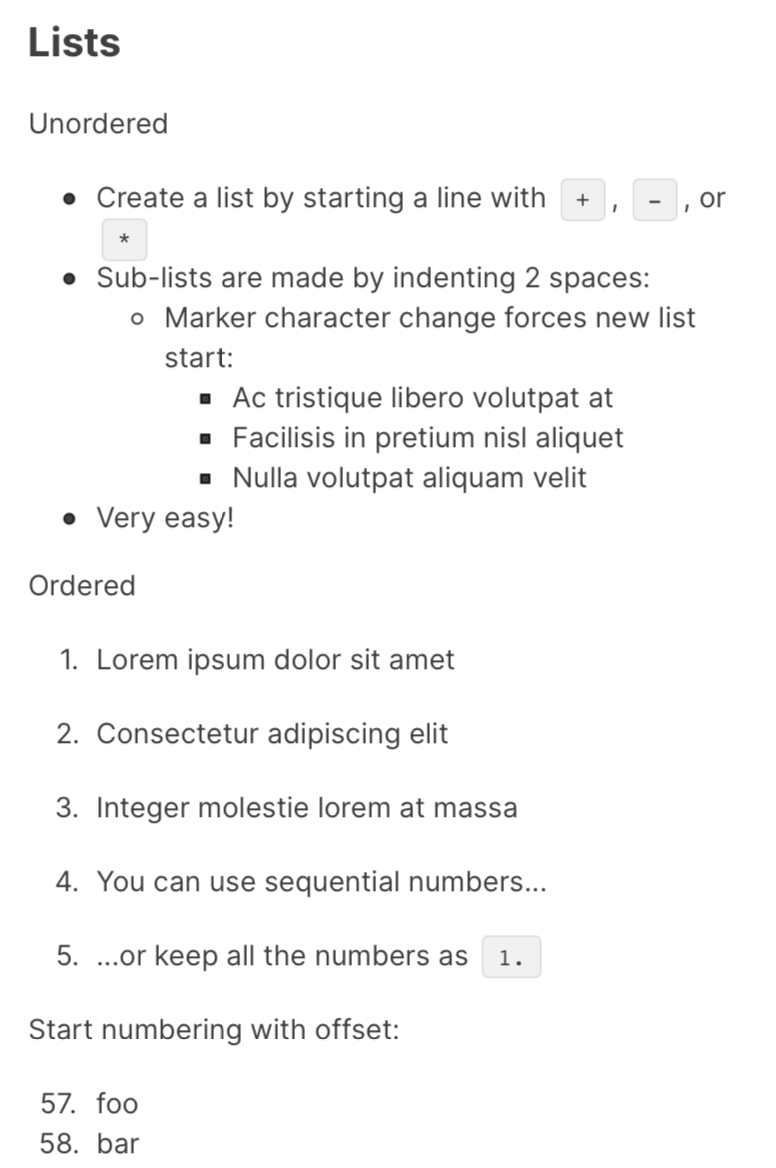 Lists
Unordered
• Create a list by starting a line with + , - , or
*
• Sub-lists are made by indenting 2 spaces:
◦ Marker character change forces new list
start:
▪ Ac tristique libero volutpat at
▪ Facilisis in pretium nisl aliquet
▪ Nulla volutpat aliquam velit
• Very easy!
Ordered
1. Lorem ipsum dolor sit amet
2. Consectetur adipiscing elit
3. Integer molestie lorem at massa
4. You can use sequential numbers...
5. ...or keep all the numbers as 1.
Start numbering with offset:
57. foo
58. bar